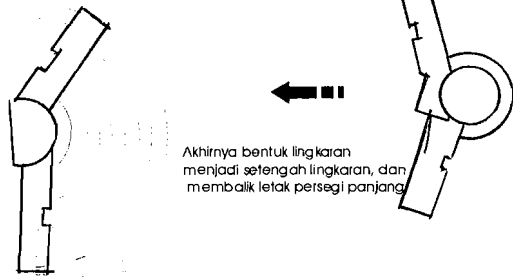 Akhirnya bentuk lingkaran
menjadi setengah lingkaran, dan
membalik letak persegi panjang